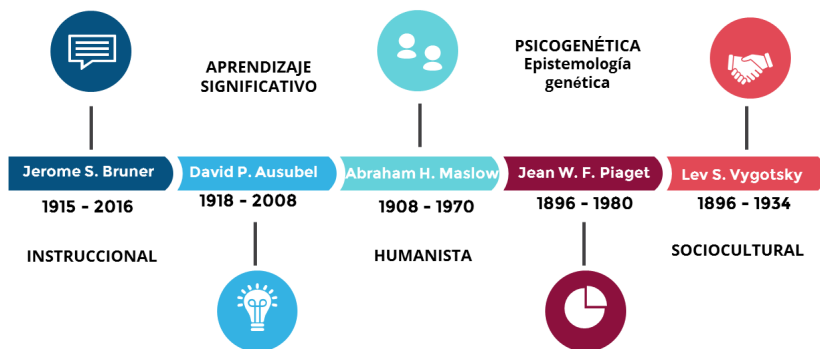 APRENDIZAJE
SIGNIFICATIVO
PSICOGENÉTICA
Epistemología
genética
Jerome S. Bruner
David P. Ausubel
Abraham H. Maslow
Jean W. F. Piaget
Lev S. Vygotsky
1915 - 2016
1918 - 2008
1908 - 1970
1896 - 1980
1896 - 1934
INSTRUCCIONAL
HUMANISTA
SOCIOCULTURAL